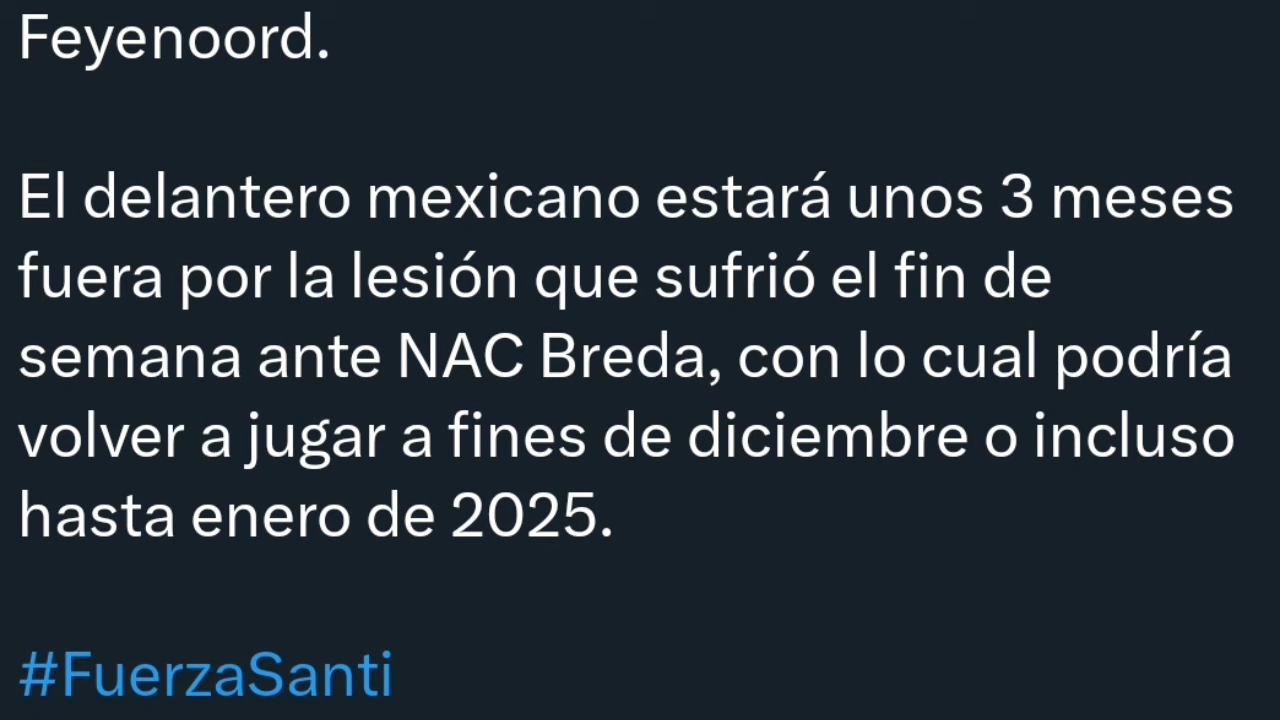 Feyenoord.
El delantero mexicano estará unos 3 meses
fuera por la lesión que sufrió el fin de
semana ante NAC Breda, con lo cual podría
volver a jugar a fines de diciembre o incluso
hasta enero de 2025.
#FuerzaSanti